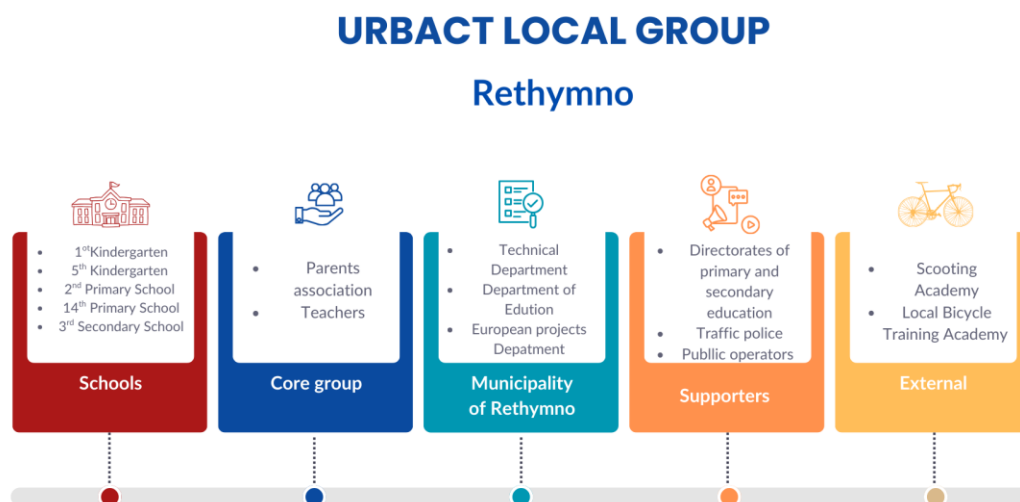 URBACT LOCAL GROUP
Rethymno
1ˢᵗKindergarten
5ᵗʰ Kindergarten
2ⁿᵈ Primary School
14ᵗʰ Primary School
3ʳᵈ Secondary School
Schools
Parents
association
Teachers
Core group
Technical
Department
Department of
Edution
European projects
Depatment
Municipality
of Rethymno
Directorates of
primary and
secondary
education
Traffic police
Publlic operators
Supporters
Scooting
Academy
Local Bicycle
Training Academy
External